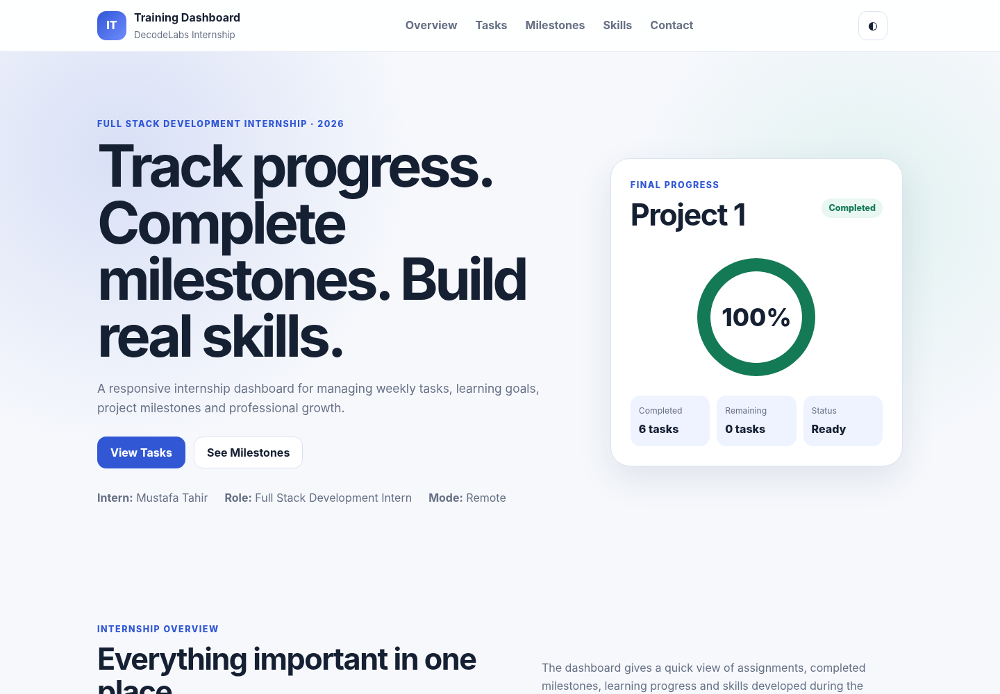 IT
Training Dashboard
DecodeLabs Internship
Overview Tasks Milestones Skills Contact
FULL STACK DEVELOPMENT INTERNSHIP · 2026
Track progress.
Complete
milestones. Build
real skills.
A responsive internship dashboard for managing weekly tasks, learning goals,
project milestones and professional growth.
View Tasks See Milestones
Intern: Mustafa Tahir Role: Full Stack Development Intern Mode: Remote
FINAL PROGRESS
Project 1 Completed
100%
Completed Remaining Status
6 tasks 0 tasks Ready
INTERNSHIP OVERVIEW
Everything important in one
place
The dashboard gives a quick view of assignments, completed
milestones, learning progress and skills developed during the